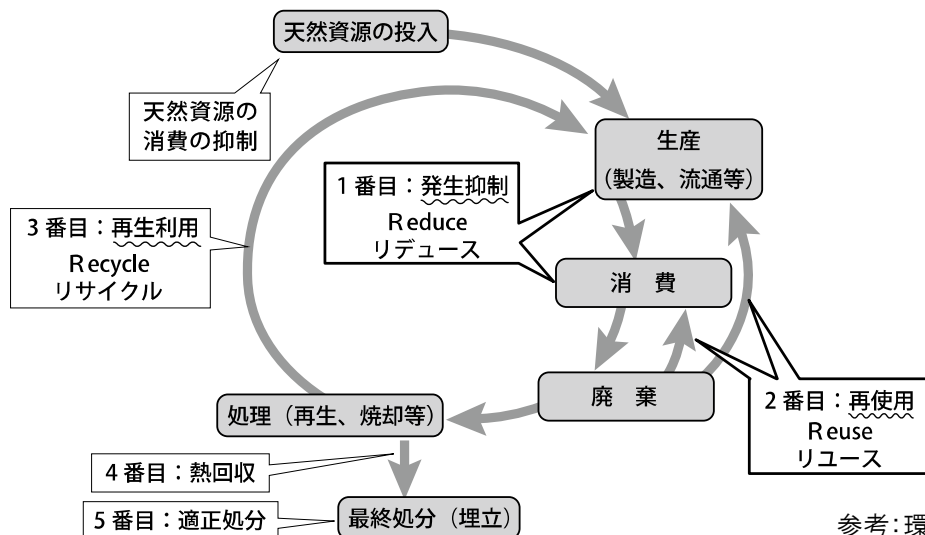 天然資源の投入
天然資源の
消費の抑制
生産
（製造、流通等）
1番目：発生抑制
Reduce
リデュース
3番目：再生利用
Recycle
リサイクル
消　費
廃　棄
2番目：再使用
Reuse
リユース
処理（再生、焼却等）
4番目：熱回収
5番目：適正処分
最終処分（埋立）
参考：環